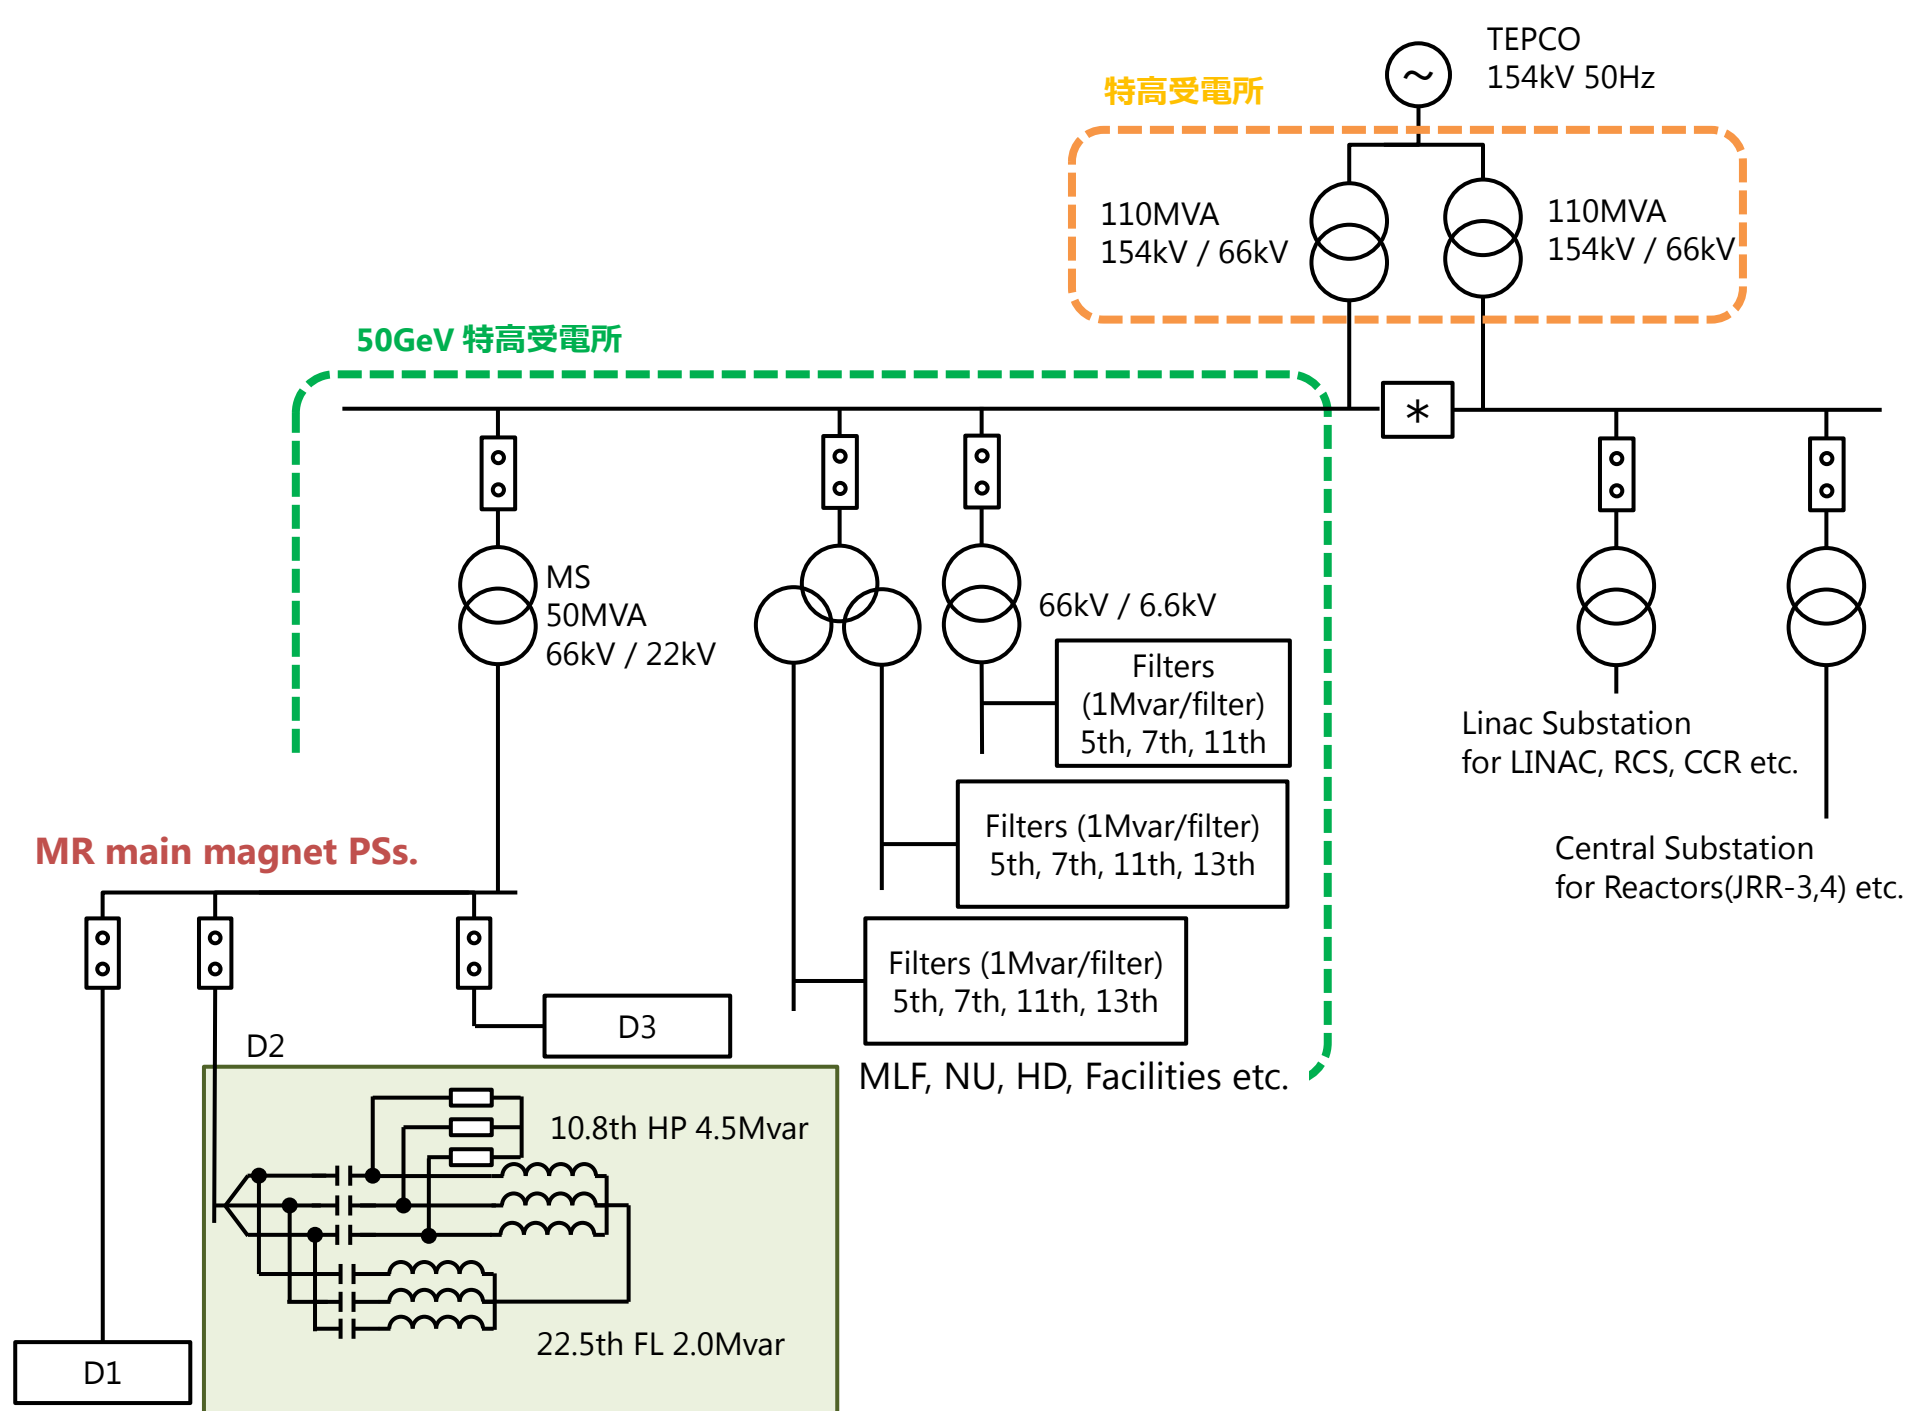 TEPCO
154kV 50Hz
特高受電所
110MVA
154kV / 66kV
110MVA
154kV / 66kV
50GeV 特高受電所
*
MS
50MVA
66kV / 22kV
66kV / 6.6kV
Filters
(1Mvar/filter)
5th, 7th, 11th
Linac Substation
for LINAC, RCS, CCR etc.
Filters (1Mvar/filter)
5th, 7th, 11th, 13th
Central Substation
for Reactors(JRR-3,4) etc.
MR main magnet PSs.
Filters (1Mvar/filter)
5th, 7th, 11th, 13th
D3
D2
MLF, NU, HD, Facilities etc.
10.8th HP 4.5Mvar
22.5th FL 2.0Mvar
D1